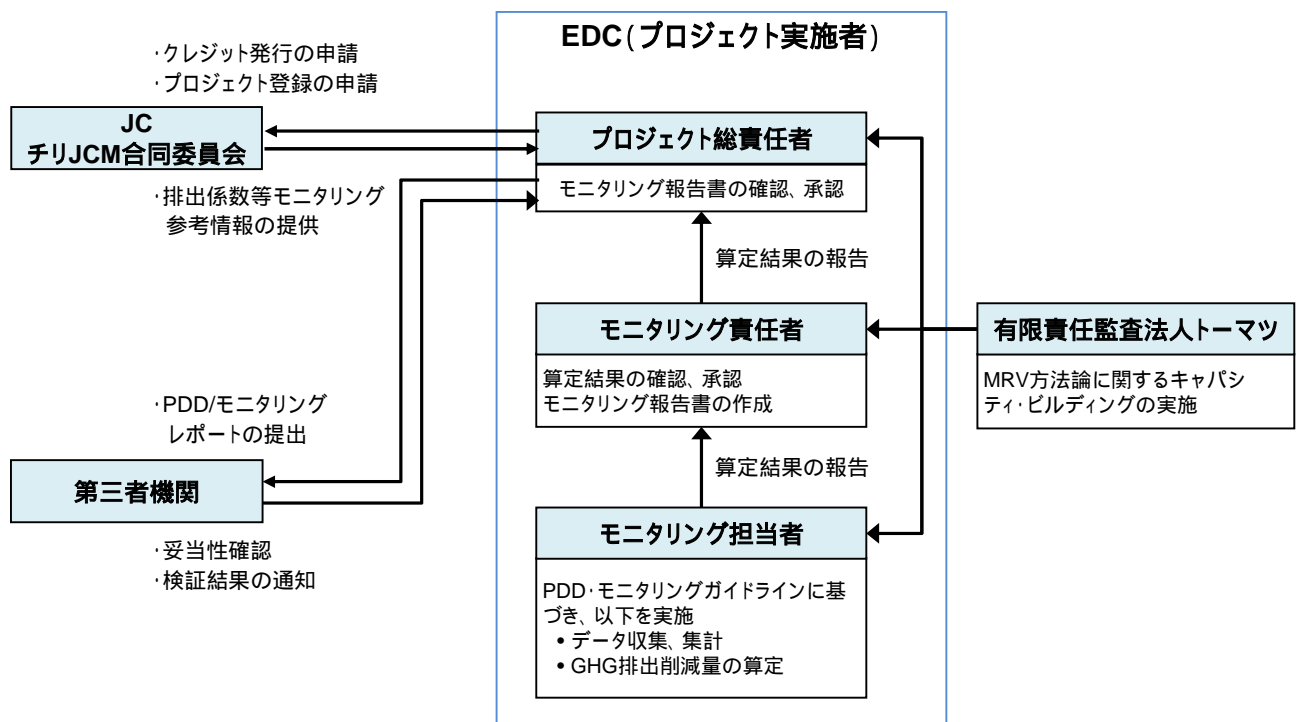 EDC(プロジェクト実施者)
･クレジット発行の申請
･プロジェクト登録の申請
JC
チリJCM合同委員会
･排出係数等モニタリング
参考情報の提供
プロジェクト総責任者
モニタリング報告書の確認、承認
算定結果の報告
モニタリング責任者
算定結果の確認、承認
モニタリング報告書の作成
有限責任監査法人トーマツ
MRV方法論に関するキャパシ
ティ･ビルディングの実施
･PDD/モニタリング
レポートの提出
第三者機関
･妥当性確認
･検証結果の通知
算定結果の報告
モニタリング担当者
PDD･モニタリングガイドラインに基
づき、以下を実施
• データ収集、集計
• GHG排出削減量の算定